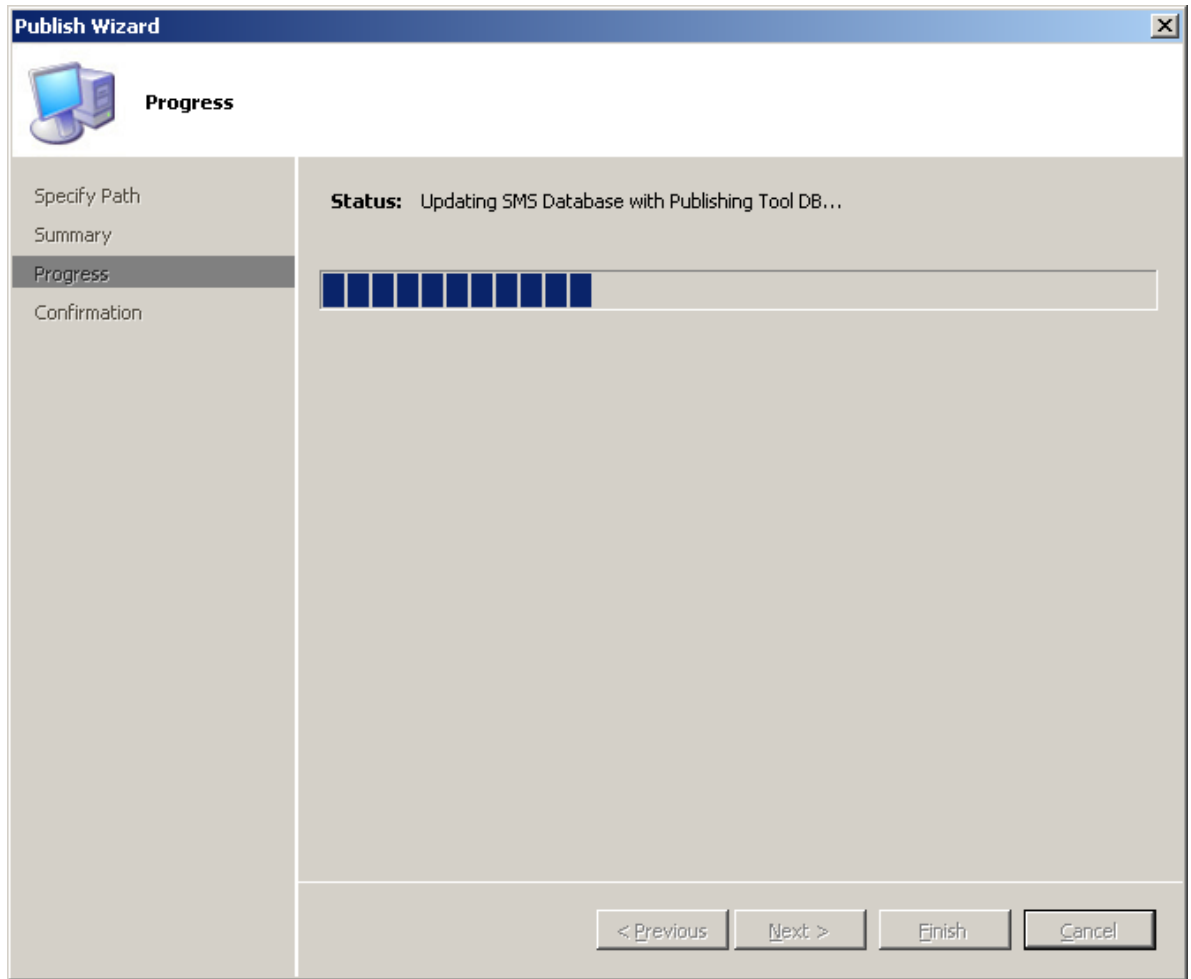 Publish Wizard
Progress
Specify Path
Summary
Progress
Confirmation
Status: Updating SMS Database with Publishing Tool DB...
< Previous Next > Finish Cancel